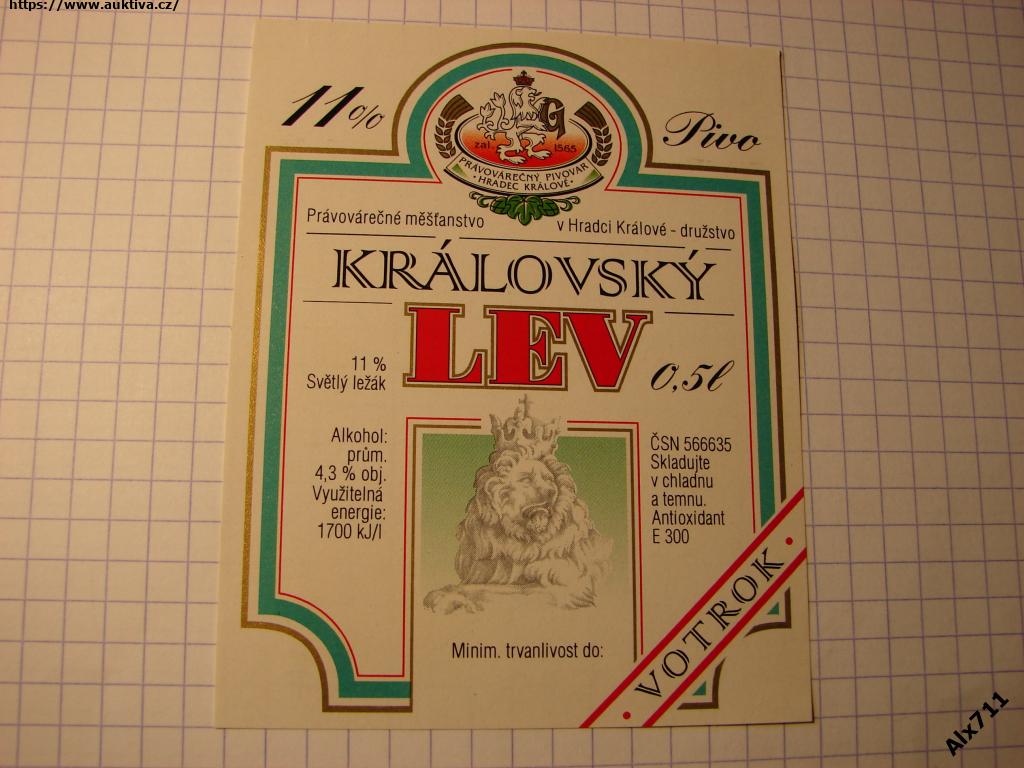 https://www.auktiva.cz/
11%
Pivo
G
zal. 1565
PRÁVOVÁREČNÝ PIVOVAR
· HRADEC KRÁLOVÉ ·
Právovárečné měšťanstvo
v Hradci Králové - družstvo
KRÁLOVSKÝ
LEV
11 %
Světlý ležák
0,5l
Alkohol:
prům.
4,3 % obj.
Využitelná
energie:
1700 kJ/l
ČSN 566635
Skladujte
v chladnu
a temnu.
Antioxidant
E 300
Minim. trvanlivost do:
• VOTROK •
Alx711